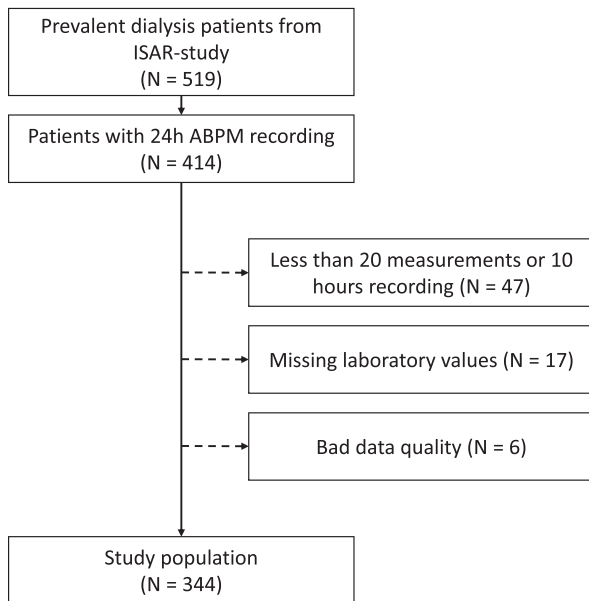 Prevalent dialysis patients from
ISAR-study
(N = 519)
Patients with 24h ABPM recording
(N = 414)
Less than 20 measurements or 10
hours recording (N = 47)
Missing laboratory values (N = 17)
Bad data quality (N = 6)
Study population
(N = 344)